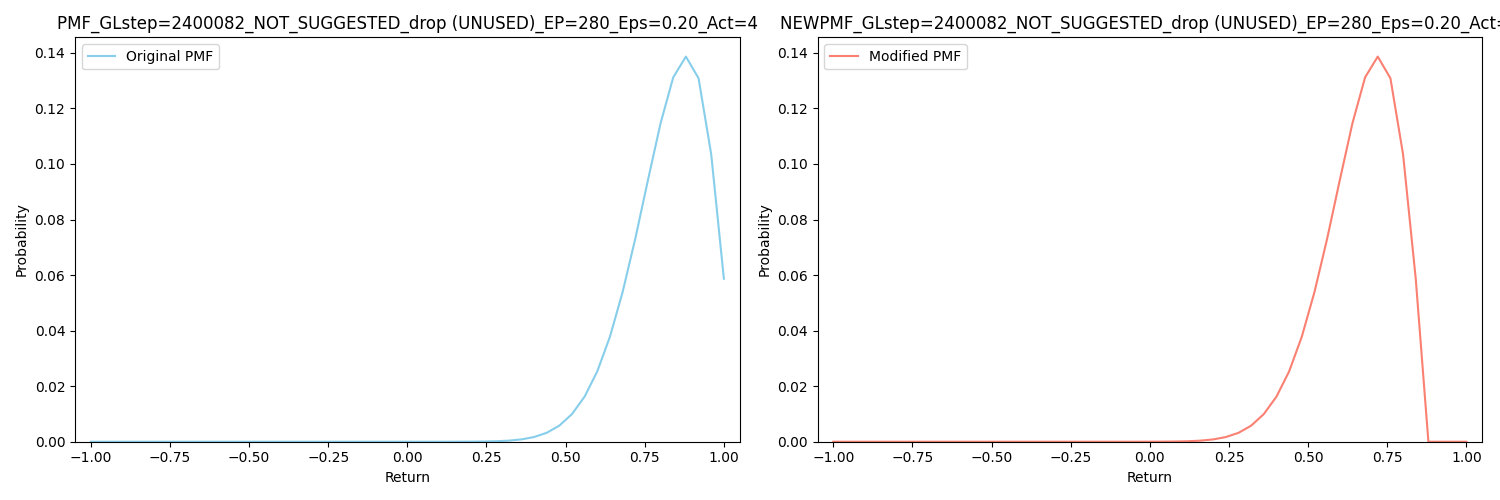 PMF_GLstep=2400082_NOT_SUGGESTED_drop (UNUSED)_EP=280_Eps=0.20_Act=4
Original PMF
Probability
0.14
0.12
0.10
0.08
0.06
0.04
0.02
0.00
−1.00 −0.75 −0.50 −0.25 0.00 0.25 0.50 0.75 1.00
Return
NEWPMF_GLstep=2400082_NOT_SUGGESTED_drop (UNUSED)_EP=280_Eps=0.20_Act=
Modified PMF
Probability
0.14
0.12
0.10
0.08
0.06
0.04
0.02
0.00
−1.00 −0.75 −0.50 −0.25 0.00 0.25 0.50 0.75 1.00
Return